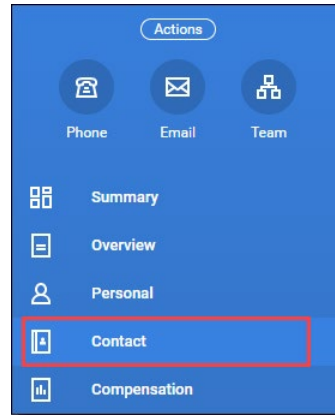 Actions
Phone Email Team
Summary
Overview
Personal
Contact
Compensation